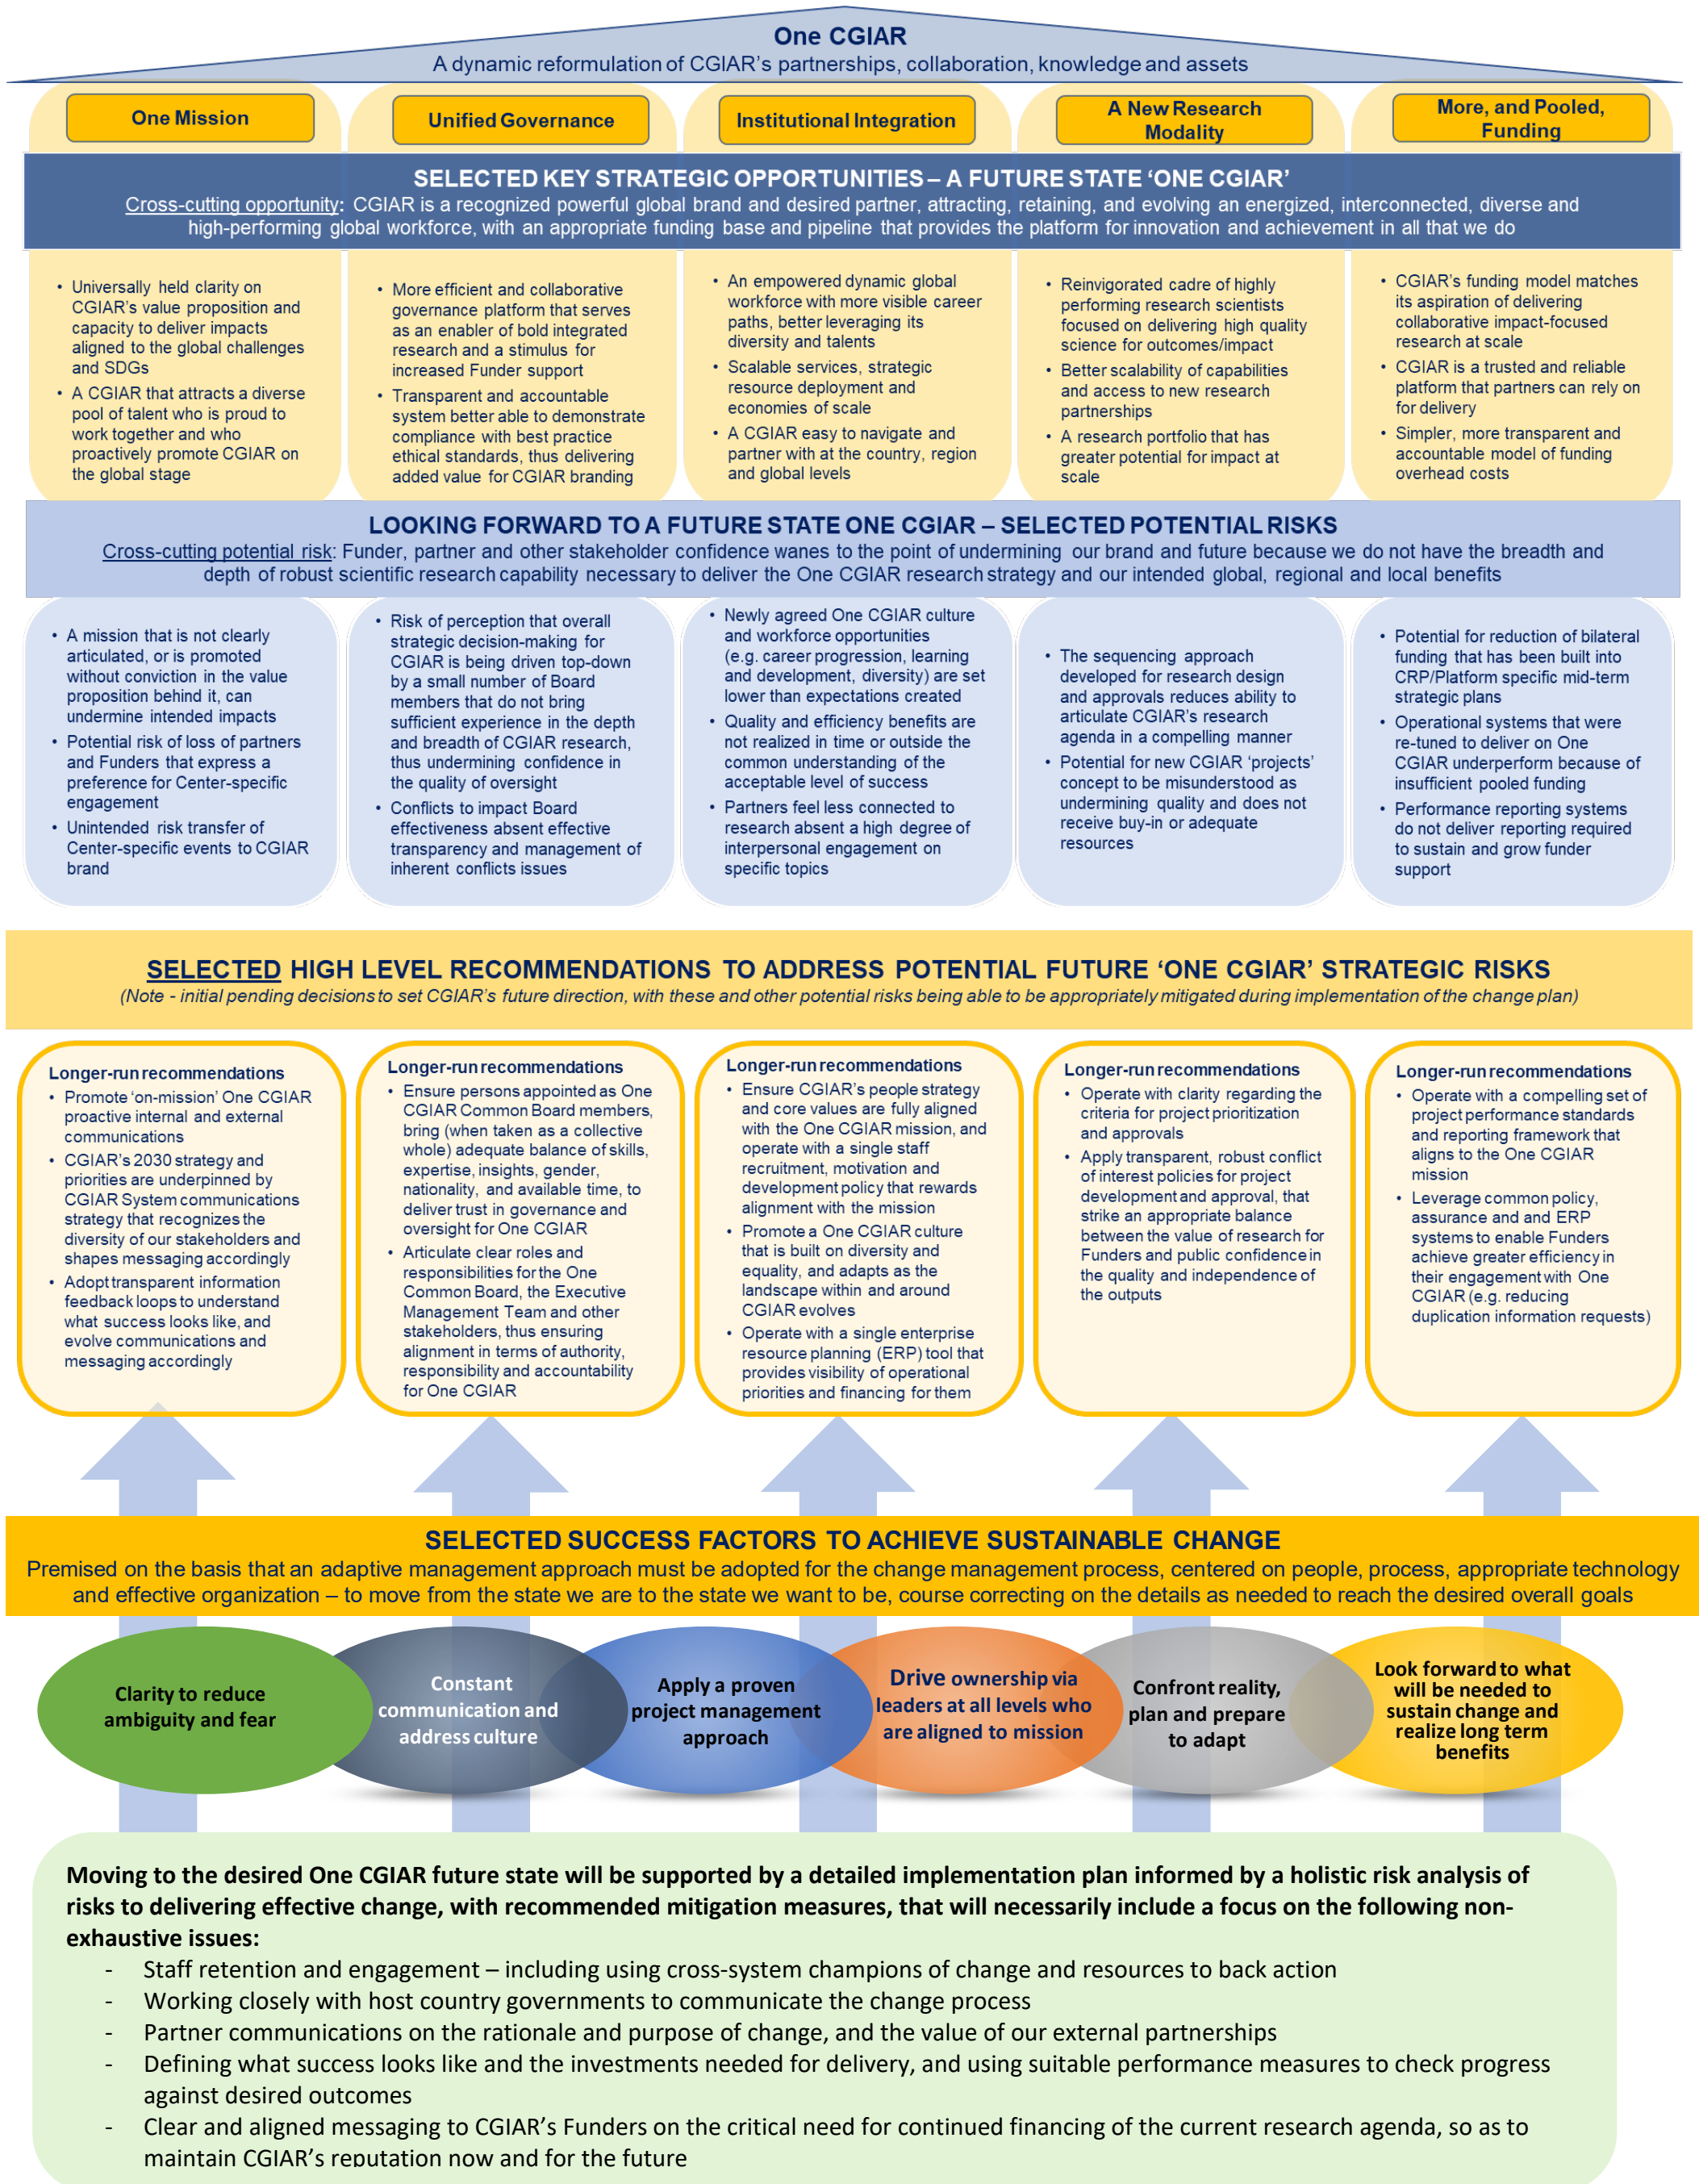 One CGIAR
A dynamic reformulation of CGIAR's partnerships, collaboration, knowledge and assets
One Mission
Unified Governance
Institutional Integration
A New Research
Modality
More, and Pooled,
Funding
SELECTED KEY STRATEGIC OPPORTUNITIES – A FUTURE STATE 'ONE CGIAR'
Cross-cutting opportunity: CGIAR is a recognized powerful global brand and desired partner, attracting, retaining, and evolving an energized, interconnected, diverse and
high-performing global workforce, with an appropriate funding base and pipeline that provides the platform for innovation and achievement in all that we do
• Universally held clarity on
CGIAR's value proposition and
capacity to deliver impacts
aligned to the global challenges
and SDGs
• A CGIAR that attracts a diverse
pool of talent who is proud to
work together and who
proactively promote CGIAR on
the global stage
• More efficient and collaborative
governance platform that serves
as an enabler of bold integrated
research and a stimulus for
increased Funder support
• Transparent and accountable
system better able to demonstrate
compliance with best practice
ethical standards, thus delivering
added value for CGIAR branding
• An empowered dynamic global
workforce with more visible career
paths, better leveraging its
diversity and talents
• Scalable services, strategic
resource deployment and
economies of scale
• A CGIAR easy to navigate and
partner with at the country, region
and global levels
• Reinvigorated cadre of highly
performing research scientists
focused on delivering high quality
science for outcomes/impact
• Better scalability of capabilities
and access to new research
partnerships
• A research portfolio that has
greater potential for impact at
scale
• CGIAR's funding model matches
its aspiration of delivering
collaborative impact-focused
research at scale
• CGIAR is a trusted and reliable
platform that partners can rely on
for delivery
• Simpler, more transparent and
accountable model of funding
overhead costs
LOOKING FORWARD TO A FUTURE STATE ONE CGIAR – SELECTED POTENTIAL RISKS
Cross-cutting potential risk: Funder, partner and other stakeholder confidence wanes to the point of undermining our brand and future because we do not have the breadth and
depth of robust scientific research capability necessary to deliver the One CGIAR research strategy and our intended global, regional and local benefits
• A mission that is not clearly
articulated, or is promoted
without conviction in the value
proposition behind it, can
undermine intended impacts
• Potential risk of loss of partners
and Funders that express a
preference for Center-specific
engagement
• Unintended risk transfer of
Center-specific events to CGIAR
brand
• Risk of perception that overall
strategic decision-making for
CGIAR is being driven top-down
by a small number of Board
members that do not bring
sufficient experience in the depth
and breadth of CGIAR research,
thus undermining confidence in
the quality of oversight
• Conflicts to impact Board
effectiveness absent effective
transparency and management of
inherent conflicts issues
• Newly agreed One CGIAR culture
and workforce opportunities
(e.g. career progression, learning
and development, diversity) are set
lower than expectations created
• Quality and efficiency benefits are
not realized in time or outside the
common understanding of the
acceptable level of success
• Partners feel less connected to
research absent a high degree of
interpersonal engagement on
specific topics
• The sequencing approach
developed for research design
and approvals reduces ability to
articulate CGIAR's research
agenda in a compelling manner
• Potential for new CGIAR 'projects'
concept to be misunderstood as
undermining quality and does not
receive buy-in or adequate
resources
• Potential for reduction of bilateral
funding that has been built into
CRP/Platform specific mid-term
strategic plans
• Operational systems that were
re-tuned to deliver on One
CGIAR underperform because of
insufficient pooled funding
• Performance reporting systems
do not deliver reporting required
to sustain and grow funder
support
SELECTED HIGH LEVEL RECOMMENDATIONS TO ADDRESS POTENTIAL FUTURE 'ONE CGIAR' STRATEGIC RISKS
(Note - initial pending decisions to set CGIAR's future direction, with these and other potential risks being able to be appropriately mitigated during implementation of the change plan)
Longer-run recommendations
• Promote 'on-mission' One CGIAR
proactive internal and external
communications
• CGIAR's 2030 strategy and
priorities are underpinned by
CGIAR System communications
strategy that recognizes the
diversity of our stakeholders and
shapes messaging accordingly
• Adopt transparent information
feedback loops to understand
what success looks like, and
evolve communications and
messaging accordingly
Longer-run recommendations
• Ensure persons appointed as One
CGIAR Common Board members,
bring (when taken as a collective
whole) adequate balance of skills,
expertise, insights, gender,
nationality, and available time, to
deliver trust in governance and
oversight for One CGIAR
• Articulate clear roles and
responsibilities for the One
Common Board, the Executive
Management Team and other
stakeholders, thus ensuring
alignment in terms of authority,
responsibility and accountability
for One CGIAR
Longer-run recommendations
• Ensure CGIAR's people strategy
and core values are fully aligned
with the One CGIAR mission, and
operate with a single staff
recruitment, motivation and
development policy that rewards
alignment with the mission
• Promote a One CGIAR culture
that is built on diversity and
equality, and adapts as the
landscape within and around
CGIAR evolves
• Operate with a single enterprise
resource planning (ERP) tool that
provides visibility of operational
priorities and financing for them
Longer-run recommendations
• Operate with clarity regarding the
criteria for project prioritization
and approvals
• Apply transparent, robust conflict
of interest policies for project
development and approval, that
strike an appropriate balance
between the value of research for
Funders and public confidence in
the quality and independence of
the outputs
Longer-run recommendations
• Operate with a compelling set of
project performance standards
and reporting framework that
aligns to the One CGIAR
mission
• Leverage common policy,
assurance and and ERP
systems to enable Funders
achieve greater efficiency in
their engagement with One
CGIAR (e.g. reducing
duplication information requests)
SELECTED SUCCESS FACTORS TO ACHIEVE SUSTAINABLE CHANGE
Premised on the basis that an adaptive management approach must be adopted for the change management process, centered on people, process, appropriate technology
and effective organization – to move from the state we are to the state we want to be, course correcting on the details as needed to reach the desired overall goals
Clarity to reduce
ambiguity and fear
Constant
communication and
address culture
Apply a proven
project management
approach
Drive ownership via
leaders at all levels who
are aligned to mission
Confront reality,
plan and prepare
to adapt
Look forward to what
will be needed to
sustain change and
realize long term
benefits
Moving to the desired One CGIAR future state will be supported by a detailed implementation plan informed by a holistic risk analysis of
risks to delivering effective change, with recommended mitigation measures, that will necessarily include a focus on the following non-
exhaustive issues:
- Staff retention and engagement – including using cross-system champions of change and resources to back action
- Working closely with host country governments to communicate the change process
- Partner communications on the rationale and purpose of change, and the value of our external partnerships
- Defining what success looks like and the investments needed for delivery, and using suitable performance measures to check progress
against desired outcomes
- Clear and aligned messaging to CGIAR's Funders on the critical need for continued financing of the current research agenda, so as to
maintain CGIAR's reputation now and for the future